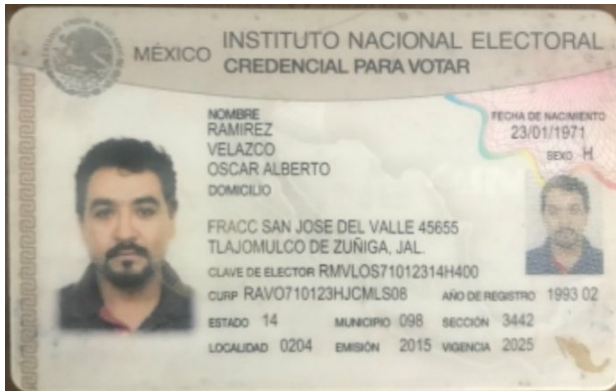 MÉXICO INSTITUTO NACIONAL ELECTORAL
CREDENCIAL PARA VOTAR
NOMBRE
RAMIREZ
VELAZCO
OSCAR ALBERTO
FECHA DE NACIMIENTO
23/01/1971
SEXO H
DOMICILIO
FRACC SAN JOSE DEL VALLE 45655
TLAJOMULCO DE ZUÑIGA, JAL.
CLAVE DE ELECTOR RMVLOS71012314H400
CURP RAVO710123HJCMLS08 AÑO DE REGISTRO 1993 02
ESTADO 14 MUNICIPIO 098 SECCIÓN 3442
LOCALIDAD 0204 EMISIÓN 2015 VIGENCIA 2025